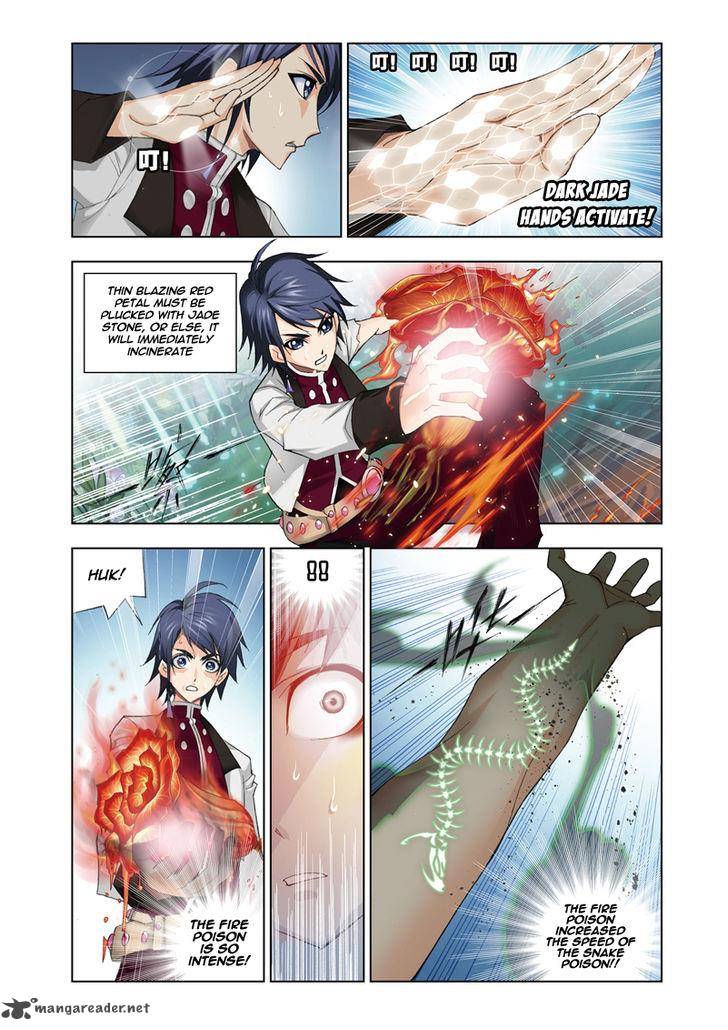 叮!
叮! 叮! 叮! 叮!
DARK JADE
HANDS ACTIVATE!
THIN BLAZING RED
PETAL MUST BE
PLUCKED WITH JADE
STONE, OR ELSE, IT
WILL IMMEDIATELY
INCINERATE
HUK!
!!
THE FIRE
POISON
IS SO
INTENSE!
THE FIRE
POISON
INCREASED
THE SPEED OF
THE SNAKE
POISON!!
mangareader.net